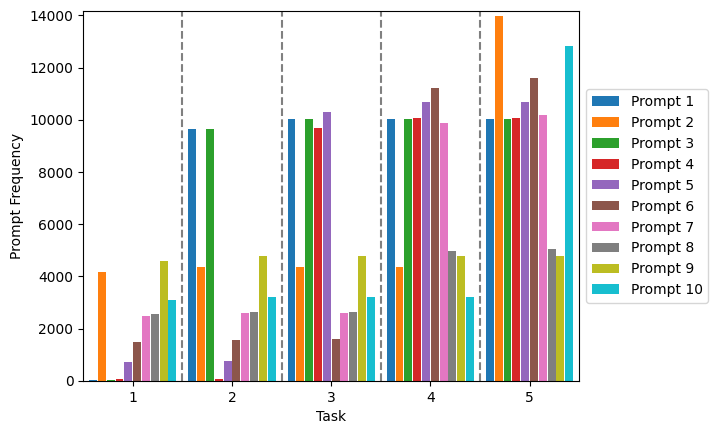 14000
12000
10000
8000
6000
4000
2000
0
Prompt Frequency
1
2
3
4
5
Task
Prompt 1
Prompt 2
Prompt 3
Prompt 4
Prompt 5
Prompt 6
Prompt 7
Prompt 8
Prompt 9
Prompt 10